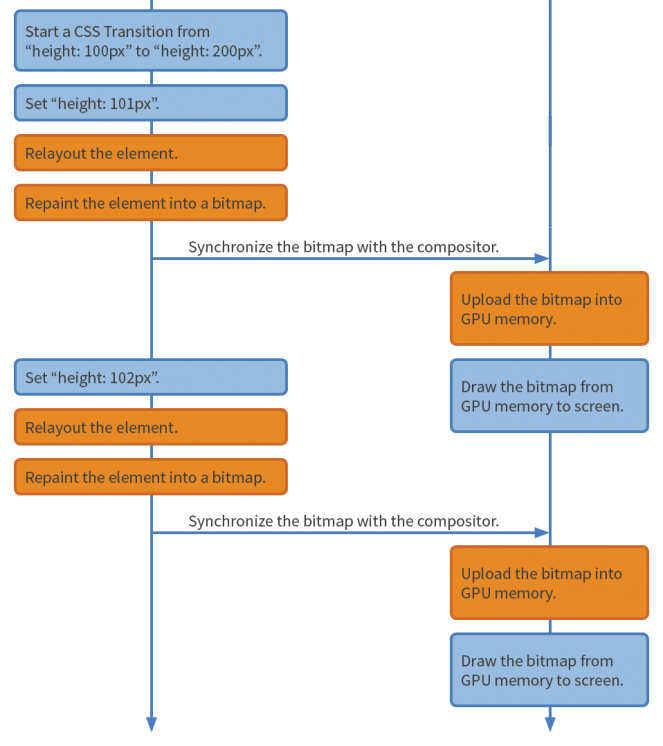 Start a CSS Transition from
“height: 100px” to “height: 200px”.
Set “height: 101px”.
Relayout the element.
Repaint the element into a bitmap.
Synchronize the bitmap with the compositor.
Upload the bitmap into
GPU memory.
Set “height: 102px”.
Draw the bitmap from
GPU memory to screen.
Relayout the element.
Repaint the element into a bitmap.
Synchronize the bitmap with the compositor.
Upload the bitmap into
GPU memory.
Draw the bitmap from
GPU memory to screen.